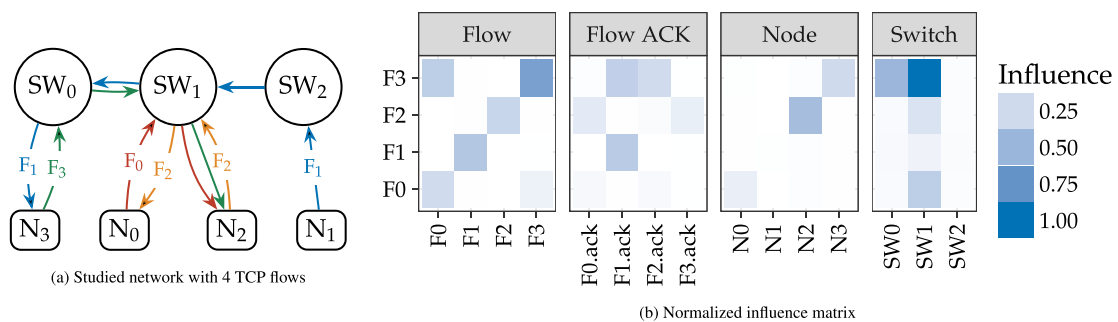 SW0 SW1 SW2
F1 F3 F0 F2 F2 F1
N3 N0 N2 N1
(a) Studied network with 4 TCP flows
Flow Flow ACK Node Switch
F3
F2
F1
F0
F0 F1 F2 F3 F0.ack F1.ack F2.ack F3.ack N0 N1 N2 N3 SW0 SW1 SW2
Influence
0.25
0.50
0.75
1.00
(b) Normalized influence matrix